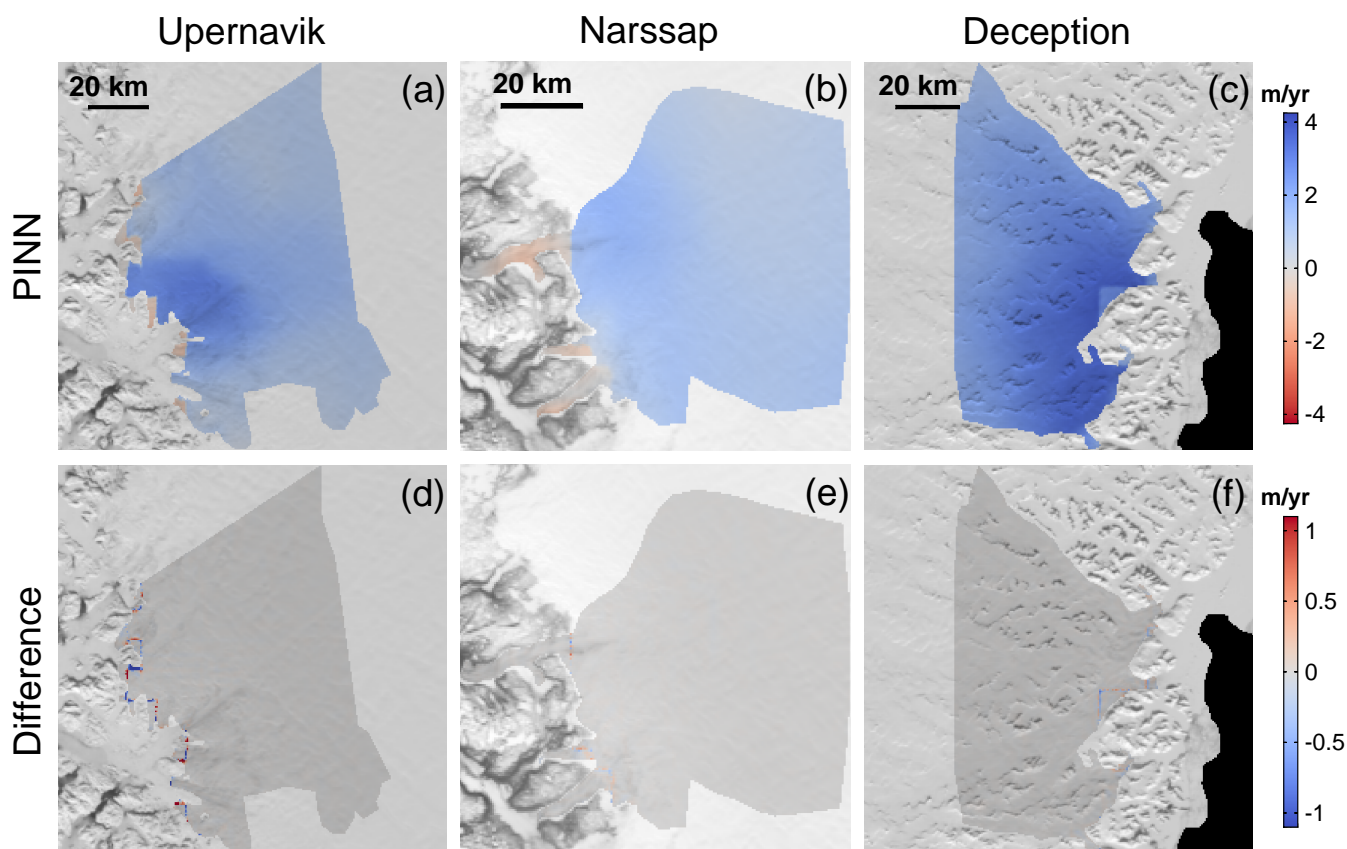 Upernavik Narssap Deception
PINN
20 km (a)
20 km (b)
20 km (c)
m/yr
4
2
0
-2
-4
Difference
(d)
(e)
(f)
m/yr
1
0.5
0
-0.5
-1